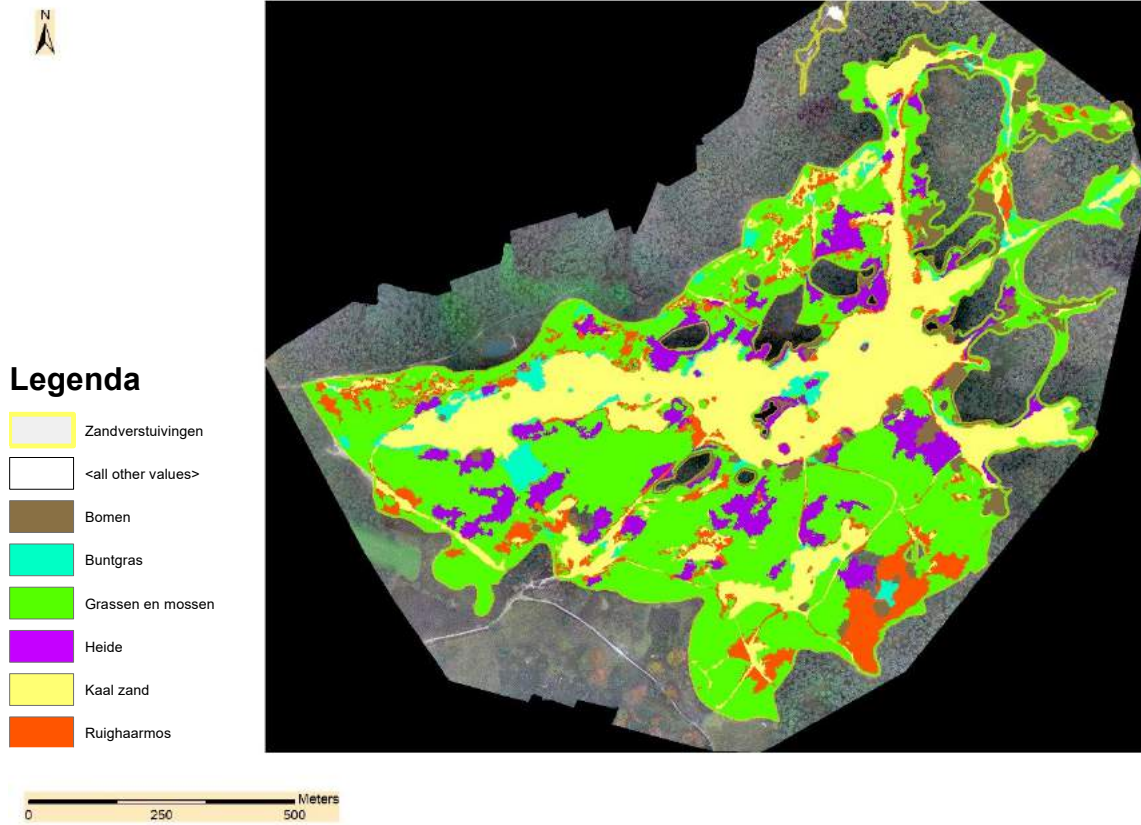 N
Legenda
Zandverstuivingen
<all other values>
Bomen
Buntgras
Grassen en mossen
Heide
Kaal zand
Ruighaarmos
Meters
0 250 500